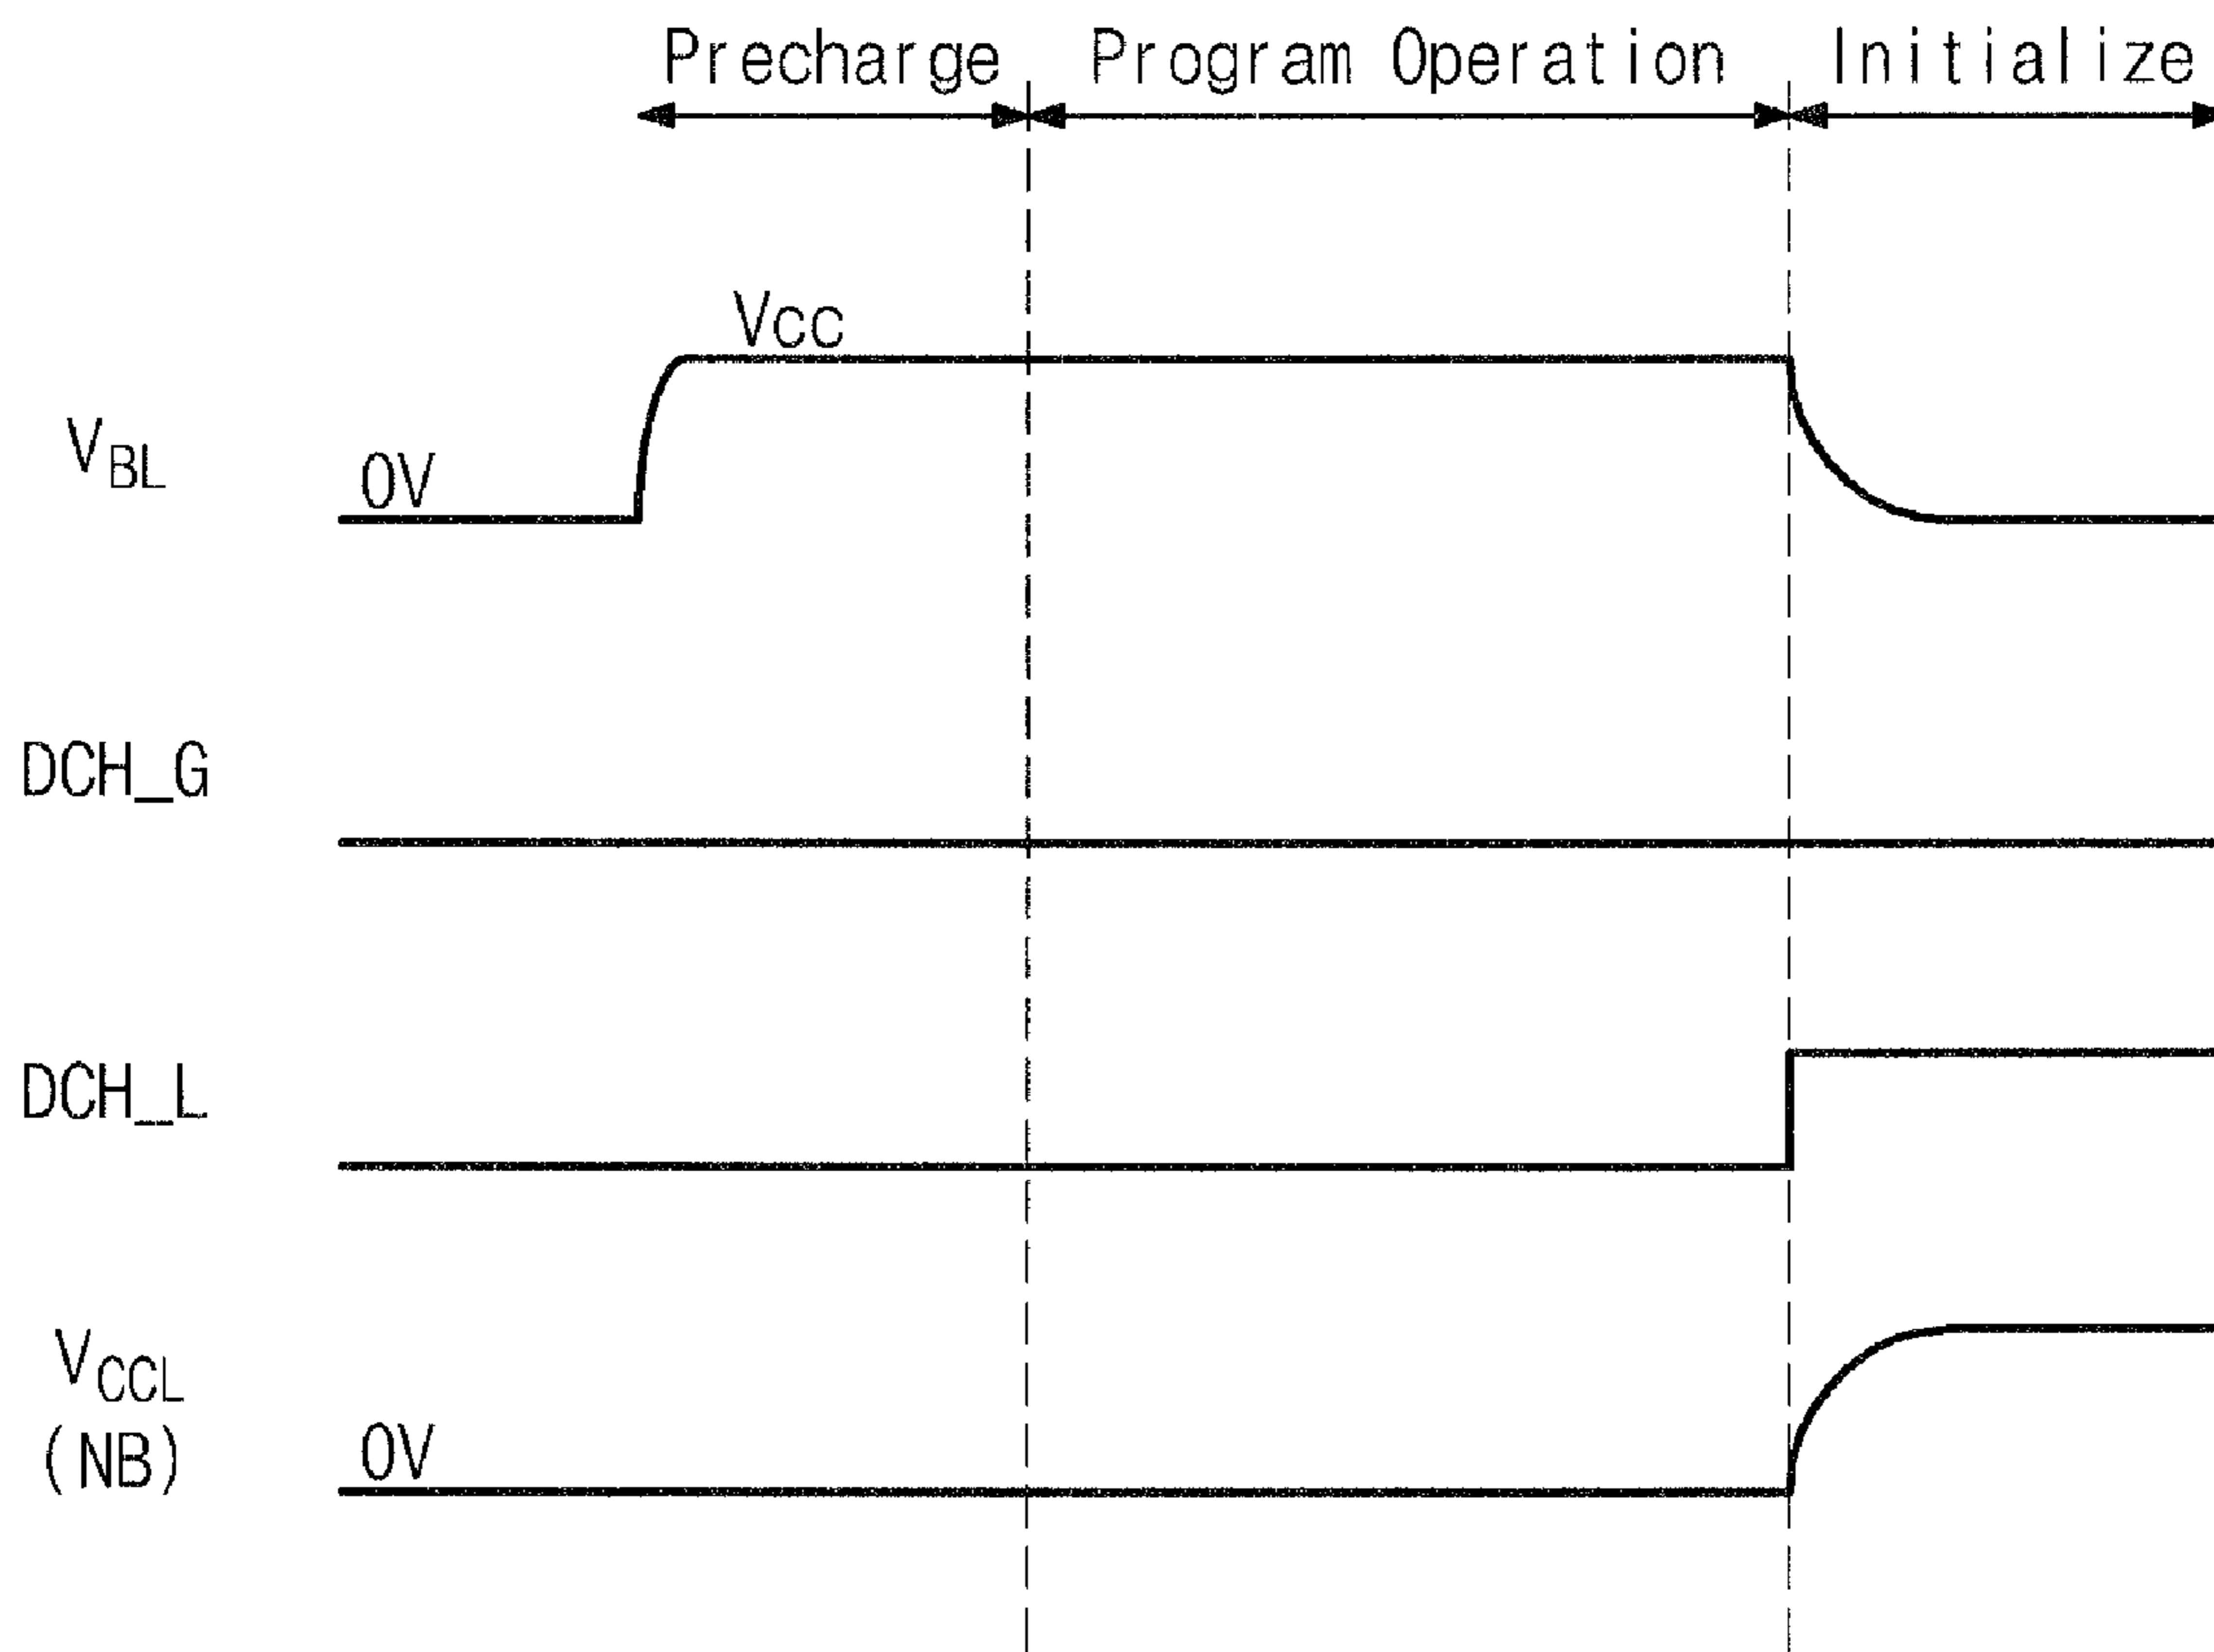 Precharge Program Operation Initialize
Vcc
VBL
0V
DCH_G
DCH_L
VCCL
(NB)
0V